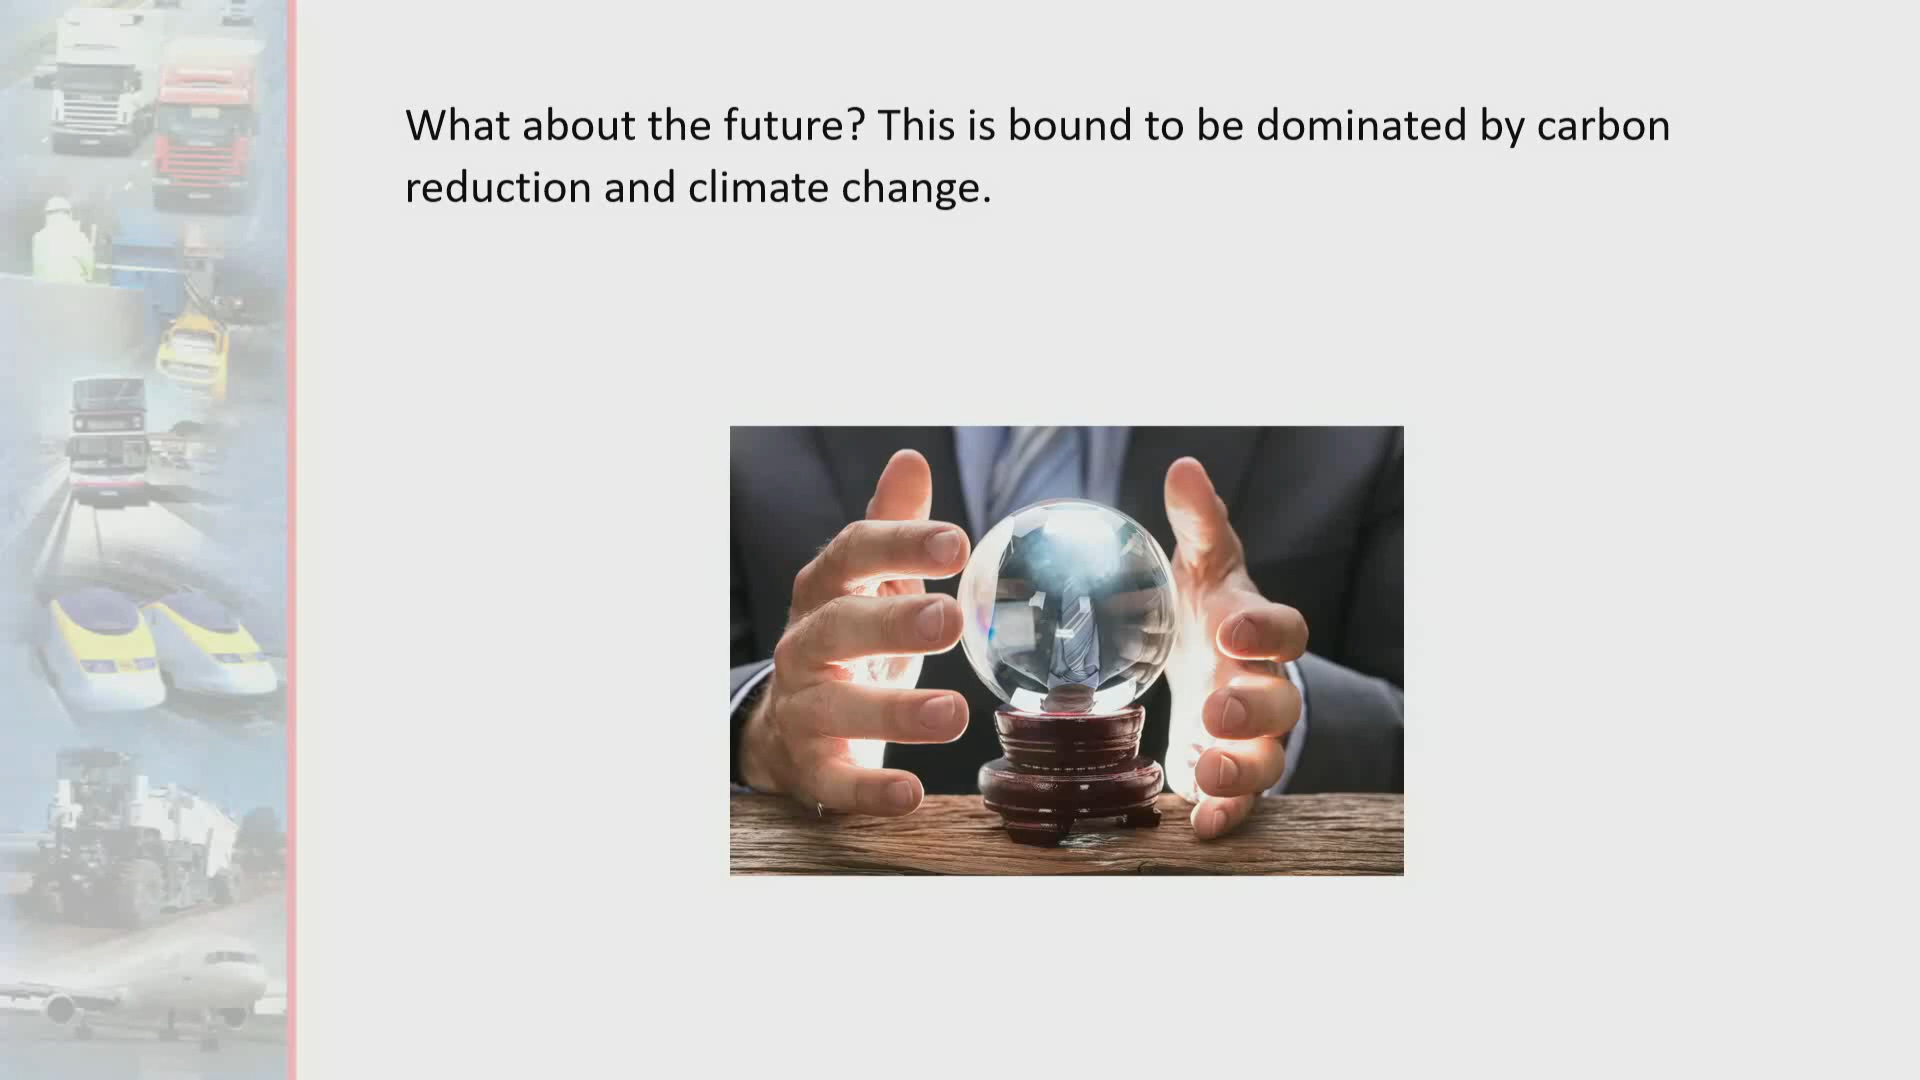 What about the future? This is bound to be dominated by carbon
reduction and climate change.